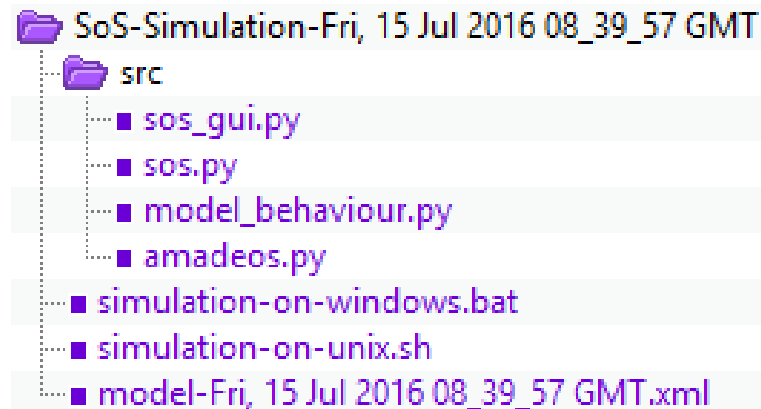 SoS-Simulation-Fri, 15 Jul 2016 08_39_57 GMT
src
sos_gui.py
sos.py
model_behaviour.py
amadeos.py
simulation-on-windows.bat
simulation-on-unix.sh
model-Fri, 15 Jul 2016 08_39_57 GMT.xml